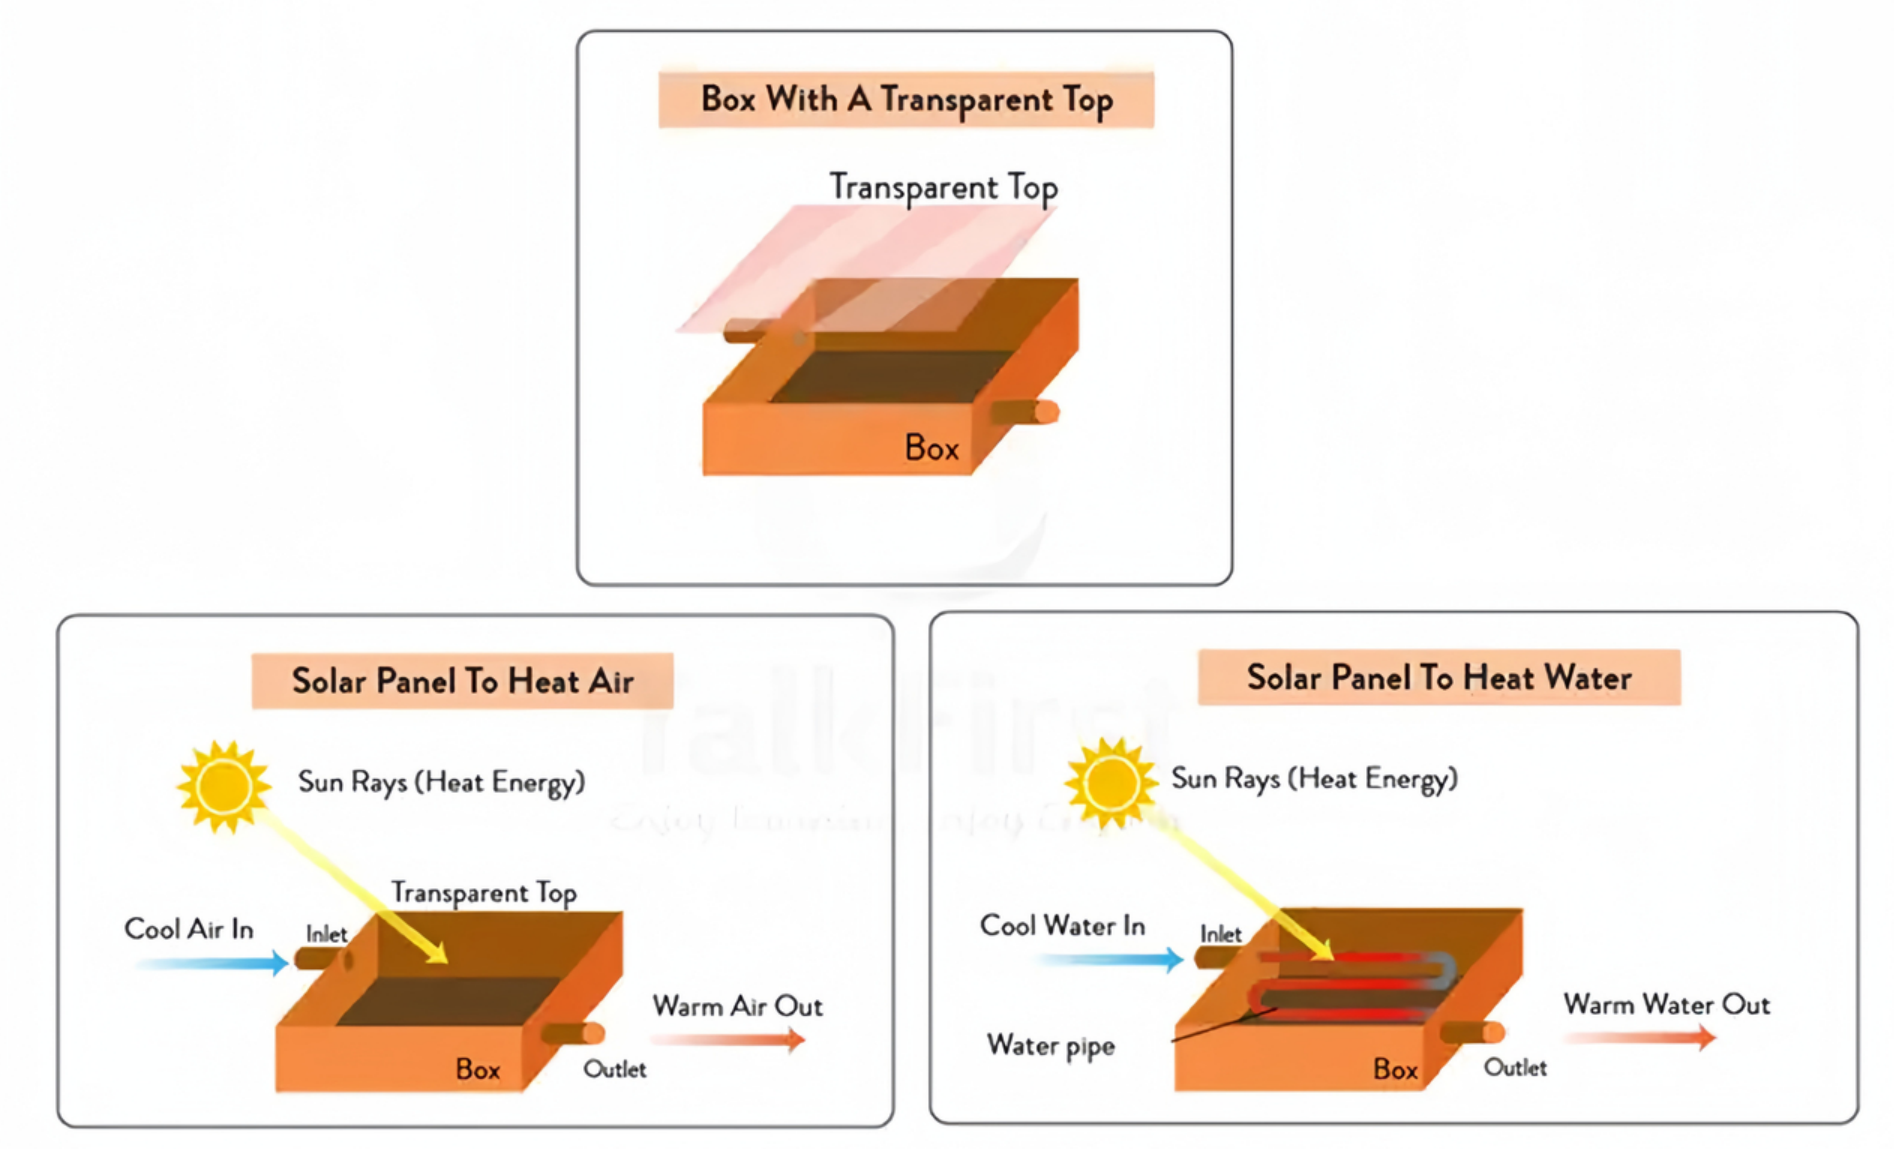 Box With A Transparent Top
Transparent Top
Box
Solar Panel To Heat Air
Sun Rays (Heat Energy)
Transparent Top
Cool Air In
Inlet
Warm Air Out
Box
Outlet
Solar Panel To Heat Water
Sun Rays (Heat Energy)
Cool Water In
Inlet
Warm Water Out
Water pipe
Box
Outlet
TalkFirst